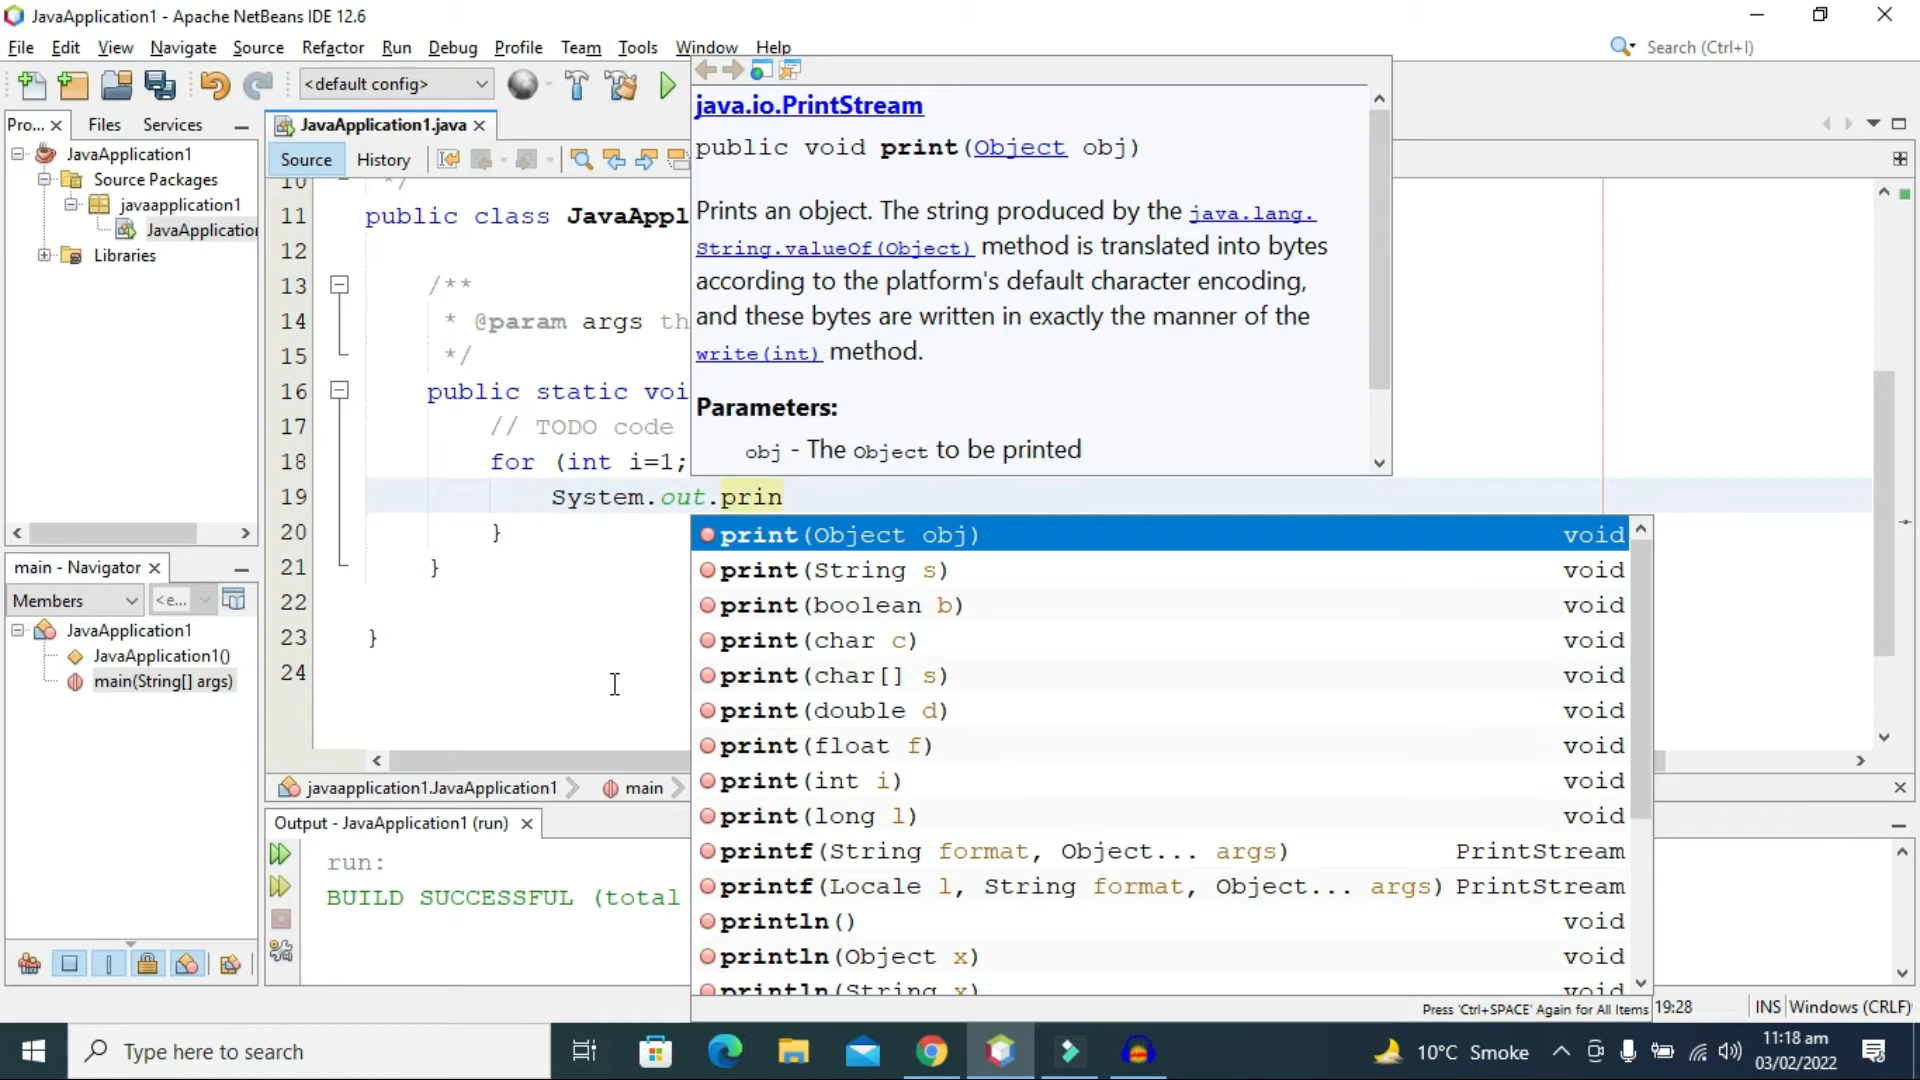 JavaApplication1 - Apache NetBeans IDE 12.6
File Edit View Navigate Source Refactor Run Debug Profile Team Tools Window Help
Search (Ctrl+I)
<default config>
Pro... Files Services
JavaApplication1
Source Packages
javaapplication1
JavaApplicatio
Libraries
JavaApplication1.java
Source History
10 */
11 public class JavaAppl
12
13 /**
14 * @param args th
15 */
16 public static voi
17 // TODO code
18 for (int i=1;
19 System.out.prin
20 }
21 }
22
23 }
24
java.io.PrintStream
public void print(Object obj)
Prints an object. The string produced by the java.lang.
String.valueOf(Object) method is translated into bytes
according to the platform's default character encoding,
and these bytes are written in exactly the manner of the
write(int) method.
Parameters:
obj - The Object to be printed
print(Object obj) void
print(String s) void
print(boolean b) void
print(char c) void
print(char[] s) void
print(double d) void
print(float f) void
print(int i) void
print(long l) void
printf(String format, Object... args) PrintStream
printf(Locale l, String format, Object... args) PrintStream
println() void
println(Object x) void
println(String x) void
Press 'Ctrl+SPACE' Again for All Items
main - Navigator
Members <e...
JavaApplication1
JavaApplication1()
main(String[] args)
javaapplication1.JavaApplication1 main
Output - JavaApplication1 (run)
run:
BUILD SUCCESSFUL (total
19:28 INS Windows (CRLF)
Type here to search
10°C Smoke
11:18 am
03/02/2022